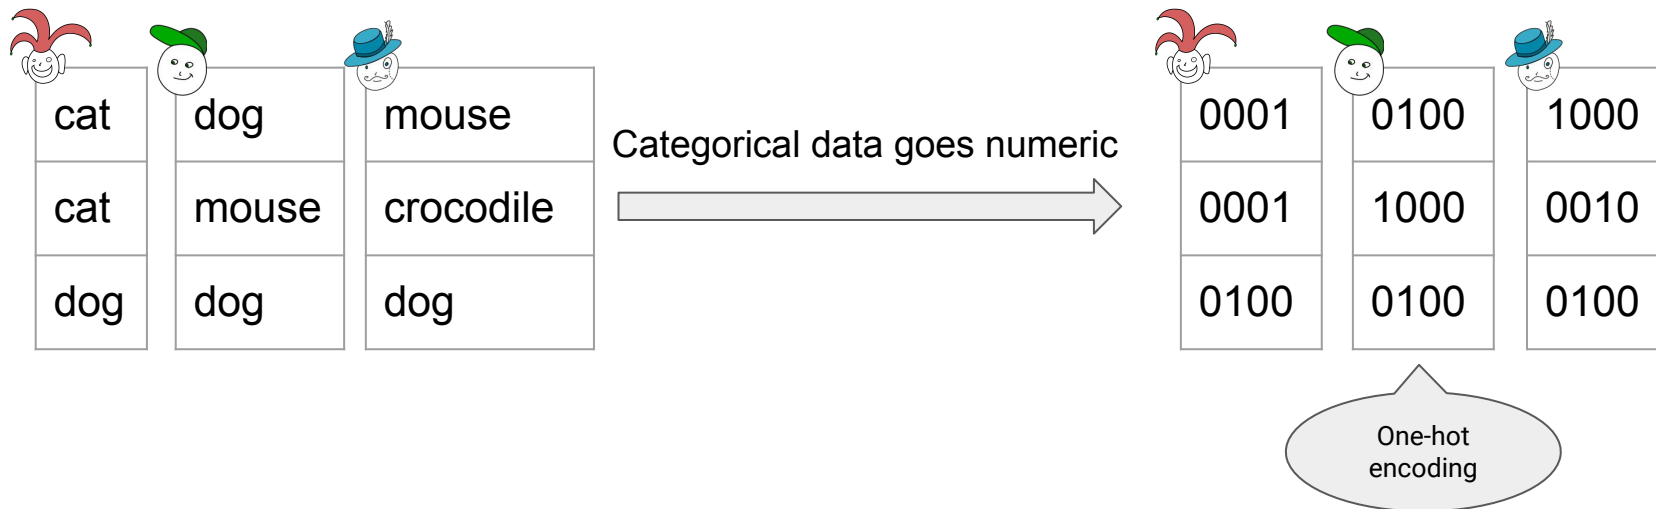 cat dog mouse
cat mouse crocodile
dog dog dog
Categorical data goes numeric
0001 0100 1000
0001 1000 0010
0100 0100 0100
One-hot
encoding